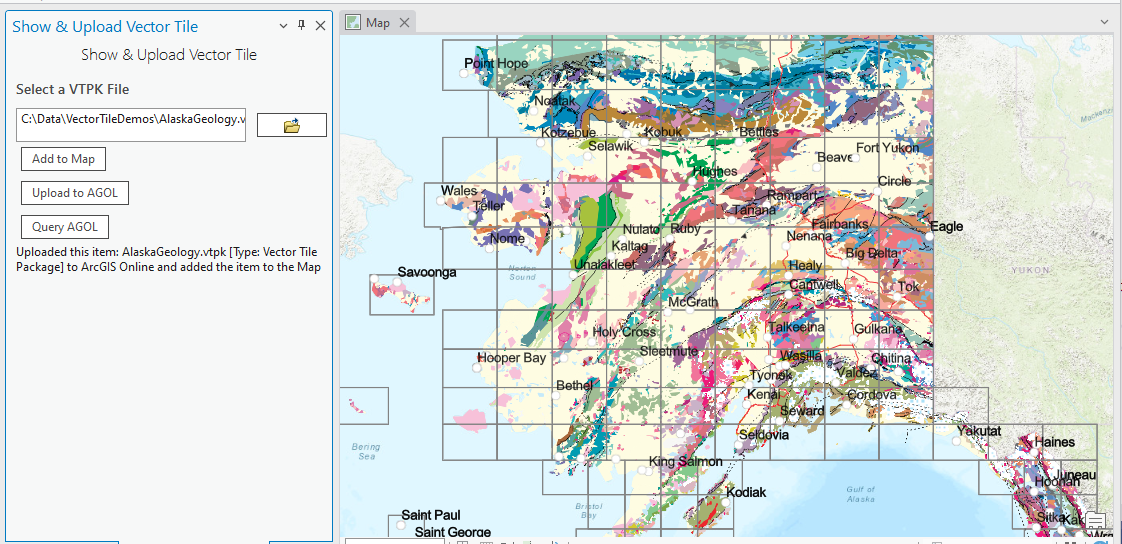 Show & Upload Vector Tile
Show & Upload Vector Tile
Select a VTPK File
C:\Data\VectorTileDemos\AlaskaGeology.v
Add to Map
Upload to AGOL
Query AGOL
Uploaded this item: AlaskaGeology.vtpk [Type: Vector Tile
Package] to ArcGIS Online and added the item to the Map
Map
Point Hope
Noatak
Kotzebue
Kobuk
Bettles
Selawik
Beave
Fort Yukon
Hughes
Circle
Wales
Teller
Rampart
Tanana
Nome
Nulato
Ruby
Fairbanks
Eagle
Nenana
Kaltag
Big Delta
Unalakleet
Norton
Sound
Healy
Savoonga
Cantwell
Tok
YUKON
Mackenzie
McGrath
Holy Cross
Talkeetna
Gulkana
Sleetmute
Hooper Bay
Wasilla
Chitina
Tyonek
Valdez
Bethel
Kenai
Cordova
Seward
Seldovia
Yakutat
Haines
Bering
Sea
King Salmon
Juneau
Hoonah
Kodiak
Gulf of
Alaska
Bristol
Bay
Saint Paul
Saint George
Sitka
Kak